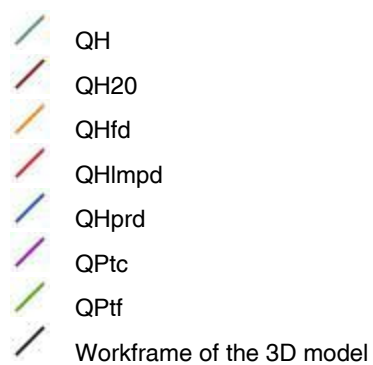 QH
QH20
QHfd
QHlmpd
QHprd
QPtc
QPtf
Workframe of the 3D model